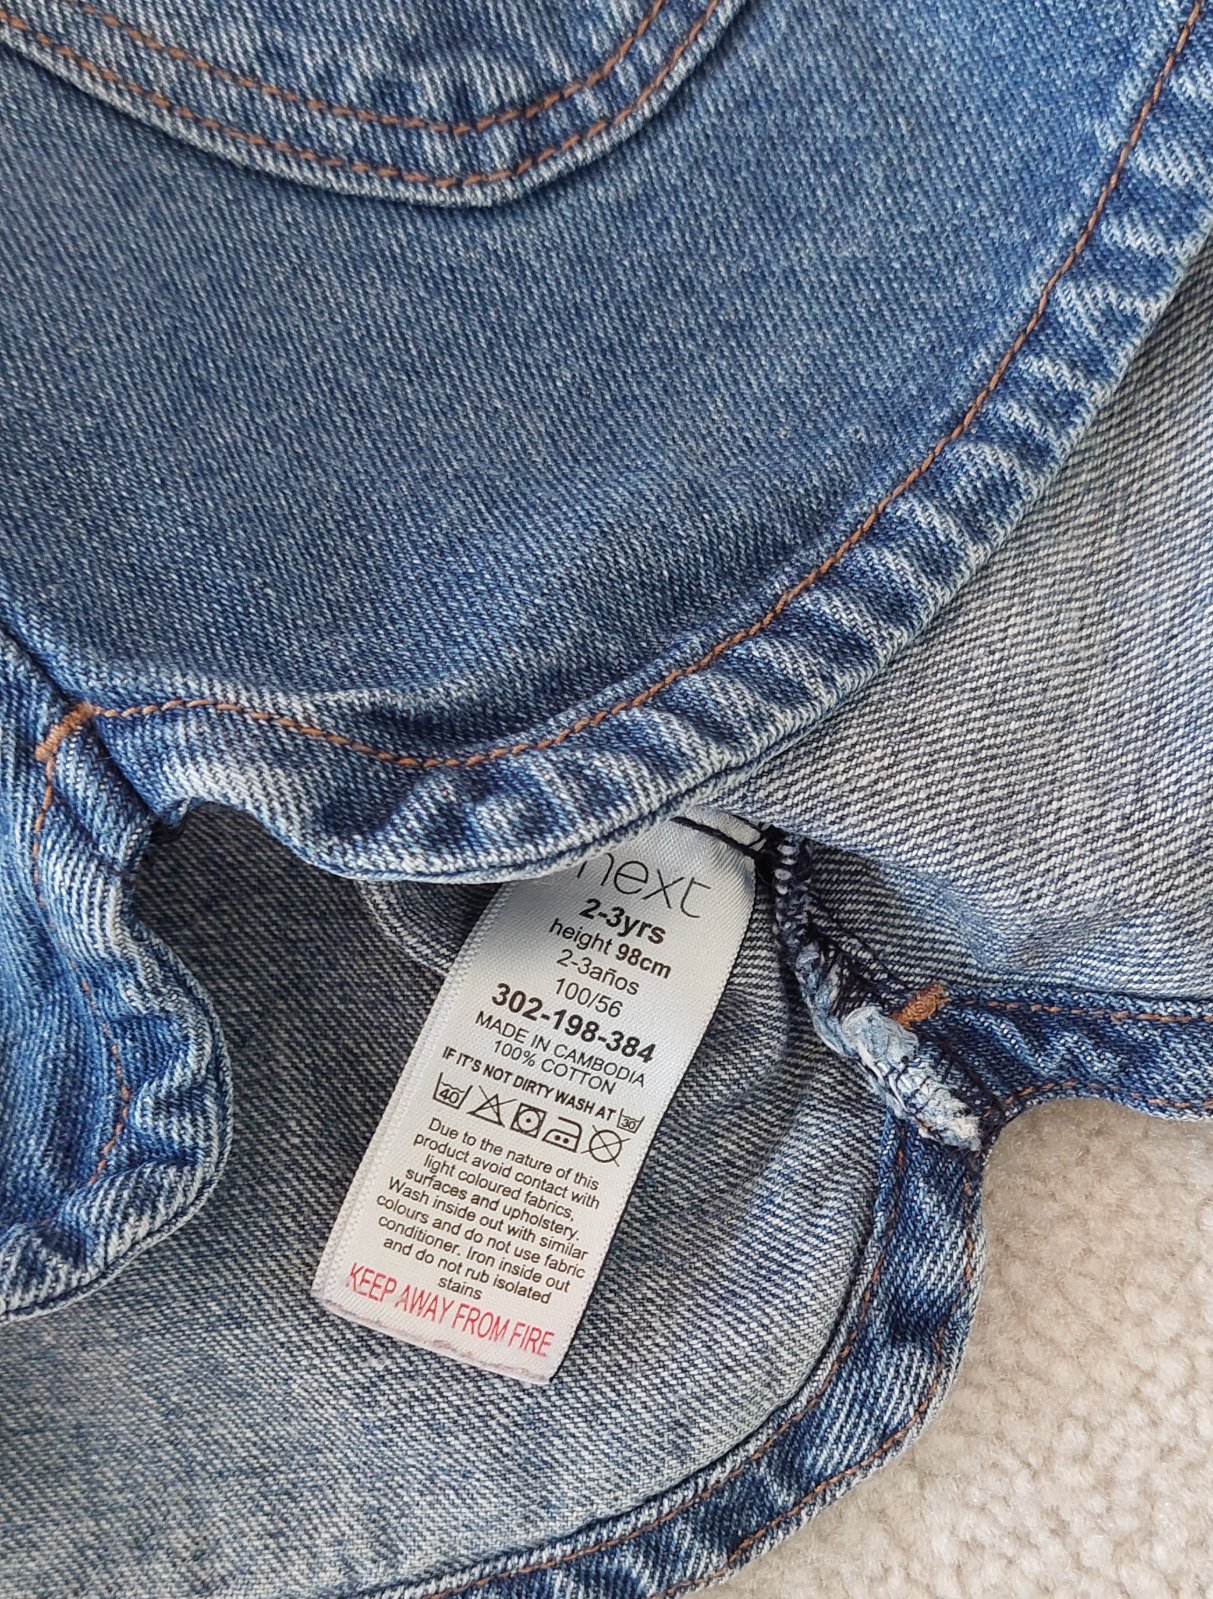 next
2-3yrs
height 98cm
2-3años
100/56
302-198-384
MADE IN CAMBODIA
100% COTTON
IF IT'S NOT DIRTY WASH AT 30
40
Due to the nature of this
product avoid contact with
light coloured fabrics,
surfaces and upholstery.
Wash inside out with similar
colours and do not use fabric
conditioner. Iron inside out
and do not rub isolated
stains
KEEP AWAY FROM FIRE